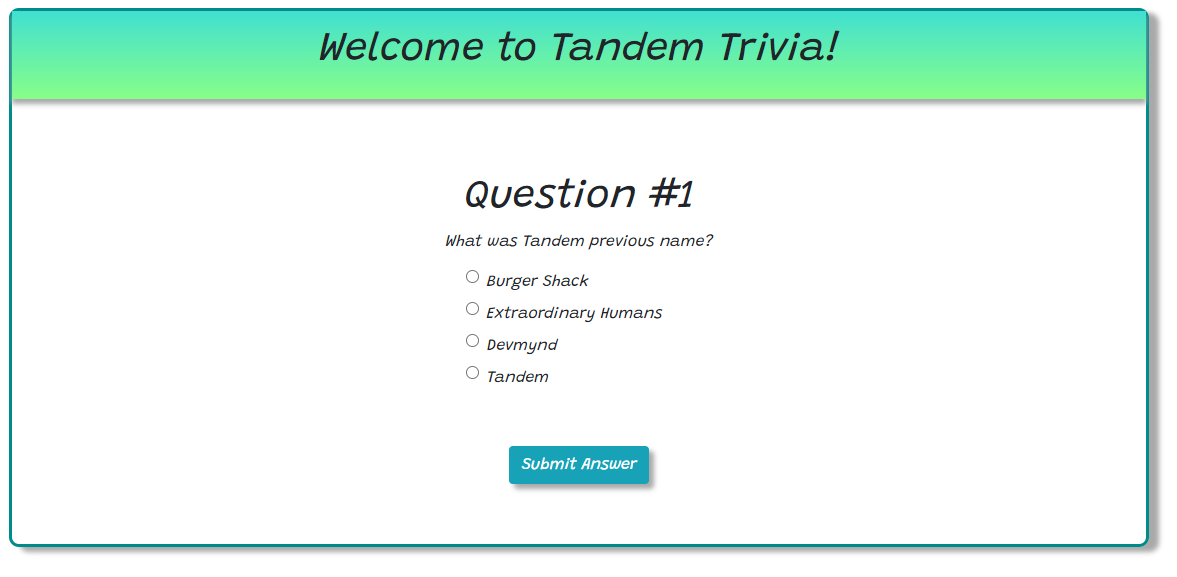 Welcome to Tandem Trivia!
Question #1
What was Tandem previous name?
Burger Shack
Extraordinary Humans
Devmynd
Tandem
Submit Answer